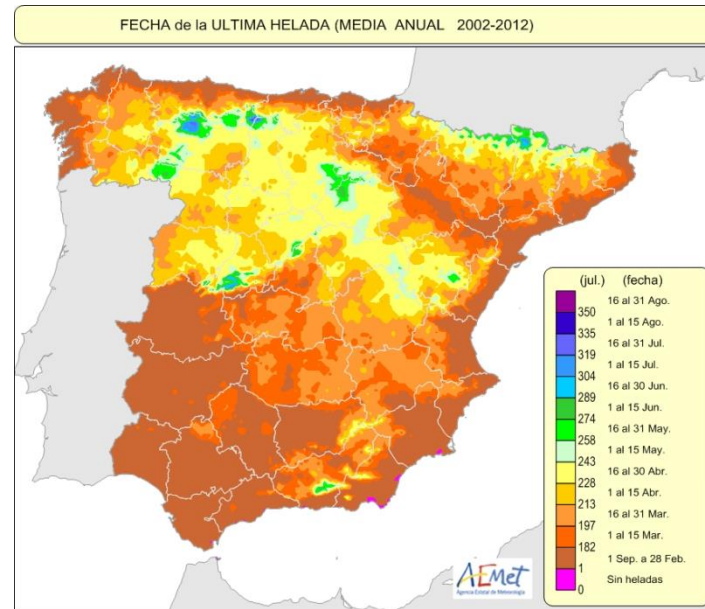 FECHA de la ULTIMA HELADA (MEDIA ANUAL 2002-2012)
(jul.) (fecha)
16 al 31 Ago.
350
1 al 15 Ago.
335
16 al 31 Jul.
319
1 al 15 Jul.
304
16 al 30 Jun.
289
1 al 15 Jun.
274
16 al 31 May.
258
1 al 15 May.
243
16 al 30 Abr.
228
1 al 15 Abr.
213
16 al 31 Mar.
197
1 al 15 Mar.
182
1 Sep. a 28 Feb.
1
Sin heladas
0
AEMet
Agencia Estatal de Meteorología